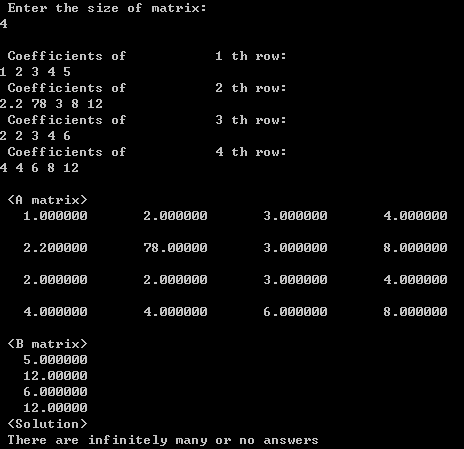 Enter the size of matrix:
4
Coefficients of 1 th row:
1 2 3 4 5
Coefficients of 2 th row:
2.2 78 3 8 12
Coefficients of 3 th row:
2 2 3 4 6
Coefficients of 4 th row:
4 4 6 8 12
<A matrix>
1.000000 2.000000 3.000000 4.000000
2.200000 78.00000 3.000000 8.000000
2.000000 2.000000 3.000000 4.000000
4.000000 4.000000 6.000000 8.000000
<B matrix>
5.000000
12.00000
6.000000
12.00000
<Solution>
There are infinitely many or no answers